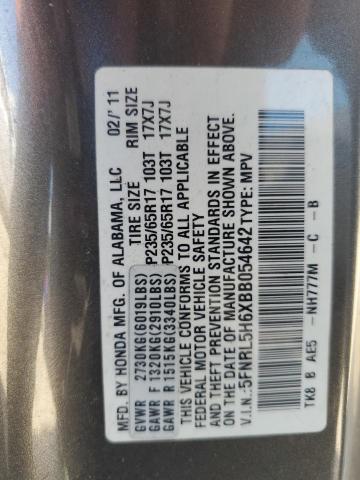 MFD. BY HONDA MFG. OF ALABAMA, LLC 02/' 11
TIRE SIZE RIM SIZE
GVWR 2730KG(6019LBS)
GAWR F 1320KG(2910LBS) P235/65R17 103T 17X7J
GAWR R 1515KG(3340LBS) P235/65R17 103T 17X7J
THIS VEHICLE CONFORMS TO ALL APPLICABLE
FEDERAL MOTOR VEHICLE SAFETY
AND THEFT PREVENTION STANDARDS IN EFFECT
ON THE DATE OF MANUFACTURE SHOWN ABOVE.
V.I.N.:5FNRL5H6XBB054642 TYPE: MPV
TK8 B AE5 -NH777M - C - B